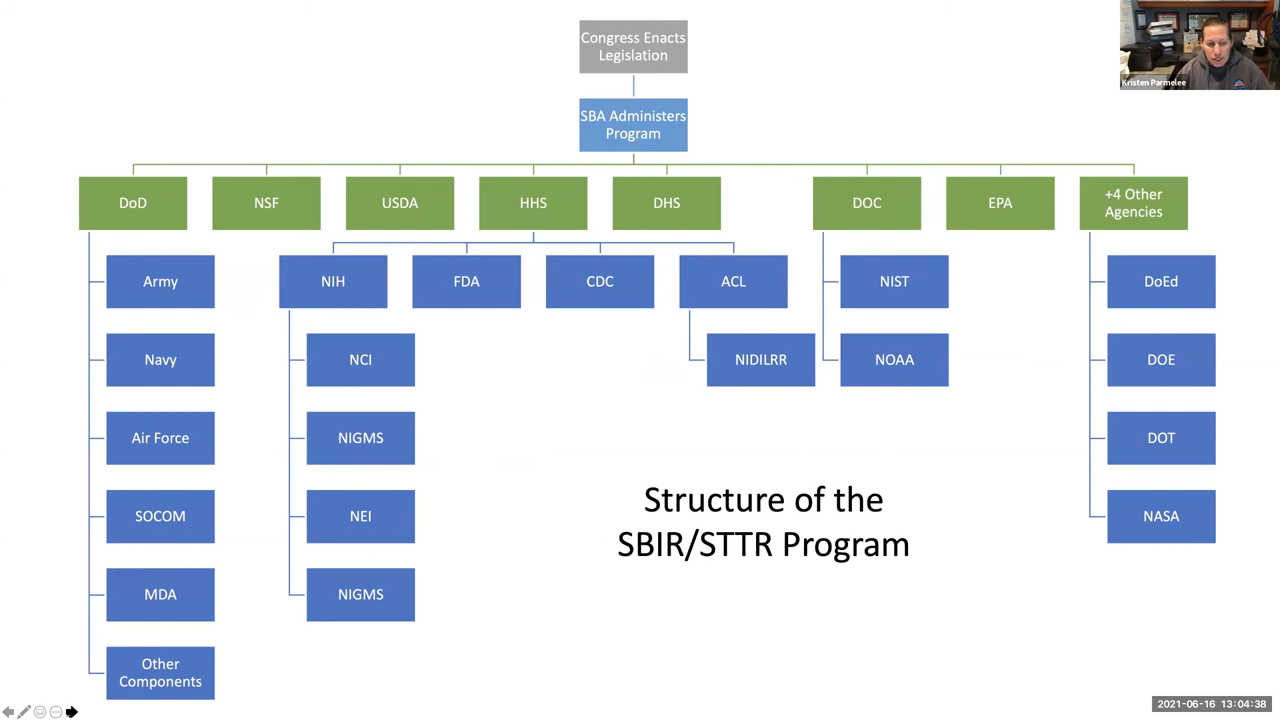 Congress Enacts
Legislation
Kristen Parmelee
SBA Administers
Program
DoD
NSF
USDA
HHS
DHS
DOC
EPA
+4 Other
Agencies
Army
NIH
FDA
CDC
ACL
NIST
DoEd
Navy
NCI
NIDILRR
NOAA
DOE
Air Force
NIGMS
DOT
SOCOM
NEI
NASA
Structure of the
SBIR/STTR Program
MDA
NIGMS
Other
Components
2021-06-16 13:04:38